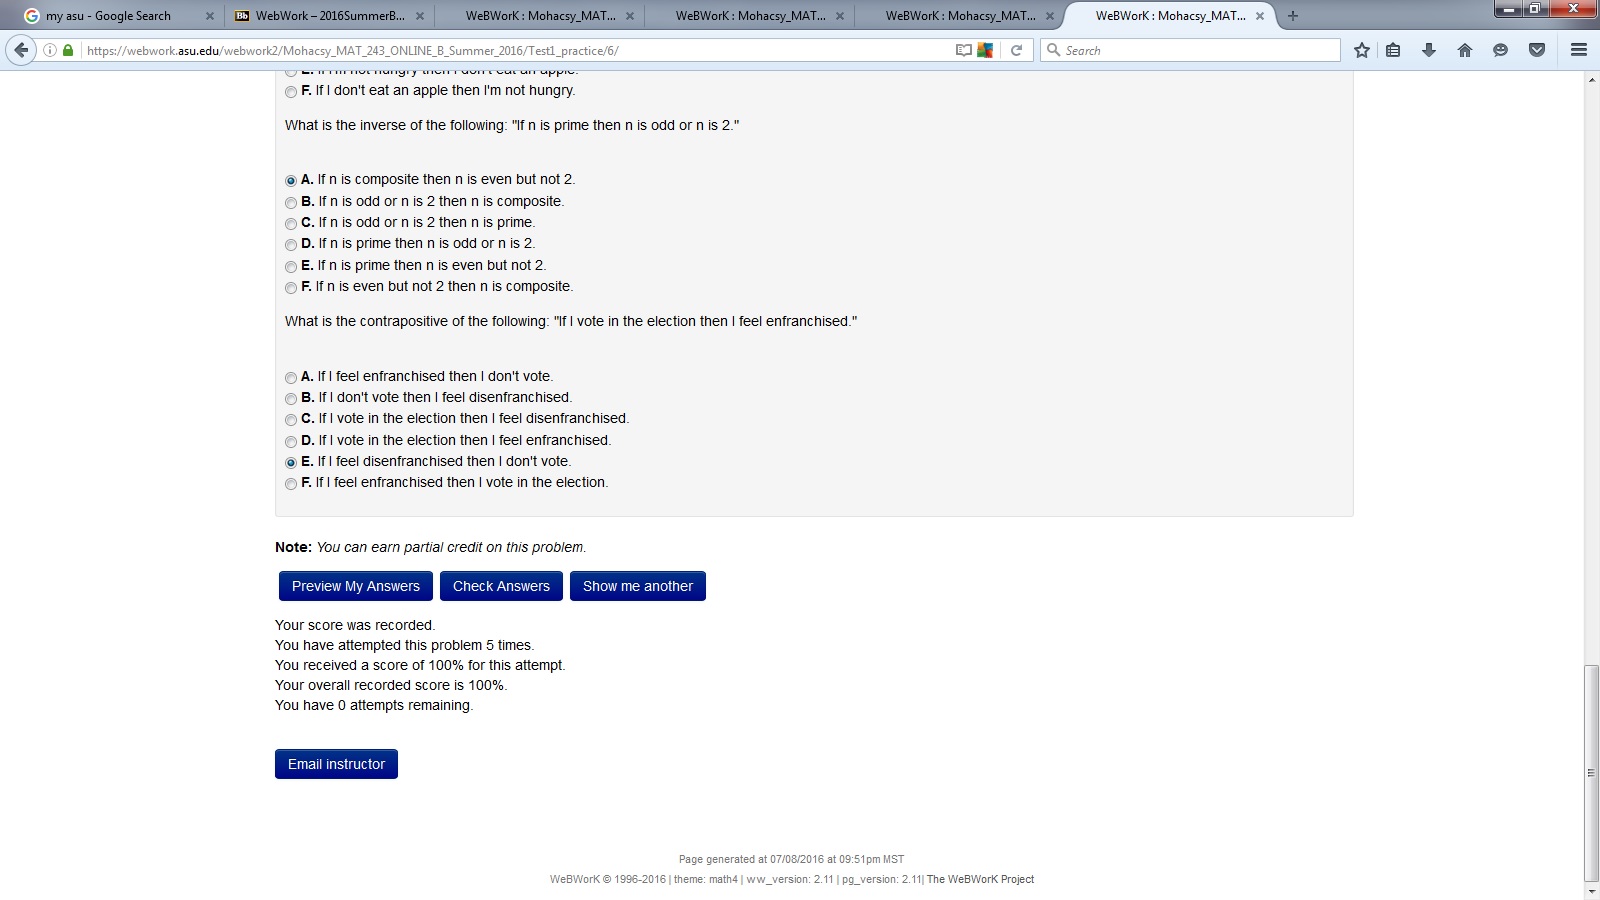 my asu - Google Search
WebWork – 2016SummerB...
WeBWorK : Mohacsy_MAT...
WeBWorK : Mohacsy_MAT...
WeBWorK : Mohacsy_MAT...
WeBWorK : Mohacsy_MAT...
https://webwork.asu.edu/webwork2/Mohacsy_MAT_243_ONLINE_B_Summer_2016/Test1_practice/6/
Search
E. If I'm not hungry then I don't eat an apple.
F. If I don't eat an apple then I'm not hungry.
What is the inverse of the following: "If n is prime then n is odd or n is 2."
A. If n is composite then n is even but not 2.
B. If n is odd or n is 2 then n is composite.
C. If n is odd or n is 2 then n is prime.
D. If n is prime then n is odd or n is 2.
E. If n is prime then n is even but not 2.
F. If n is even but not 2 then n is composite.
What is the contrapositive of the following: "If I vote in the election then I feel enfranchised."
A. If I feel enfranchised then I don't vote.
B. If I don't vote then I feel disenfranchised.
C. If I vote in the election then I feel disenfranchised.
D. If I vote in the election then I feel enfranchised.
E. If I feel disenfranchised then I don't vote.
F. If I feel enfranchised then I vote in the election.
Note: You can earn partial credit on this problem.
Preview My Answers
Check Answers
Show me another
Your score was recorded.
You have attempted this problem 5 times.
You received a score of 100% for this attempt.
Your overall recorded score is 100%.
You have 0 attempts remaining.
Email instructor
Page generated at 07/08/2016 at 09:51pm MST
WeBWorK © 1996-2016 | theme: math4 | ww_version: 2.11 | pg_version: 2.11| The WeBWorK Project